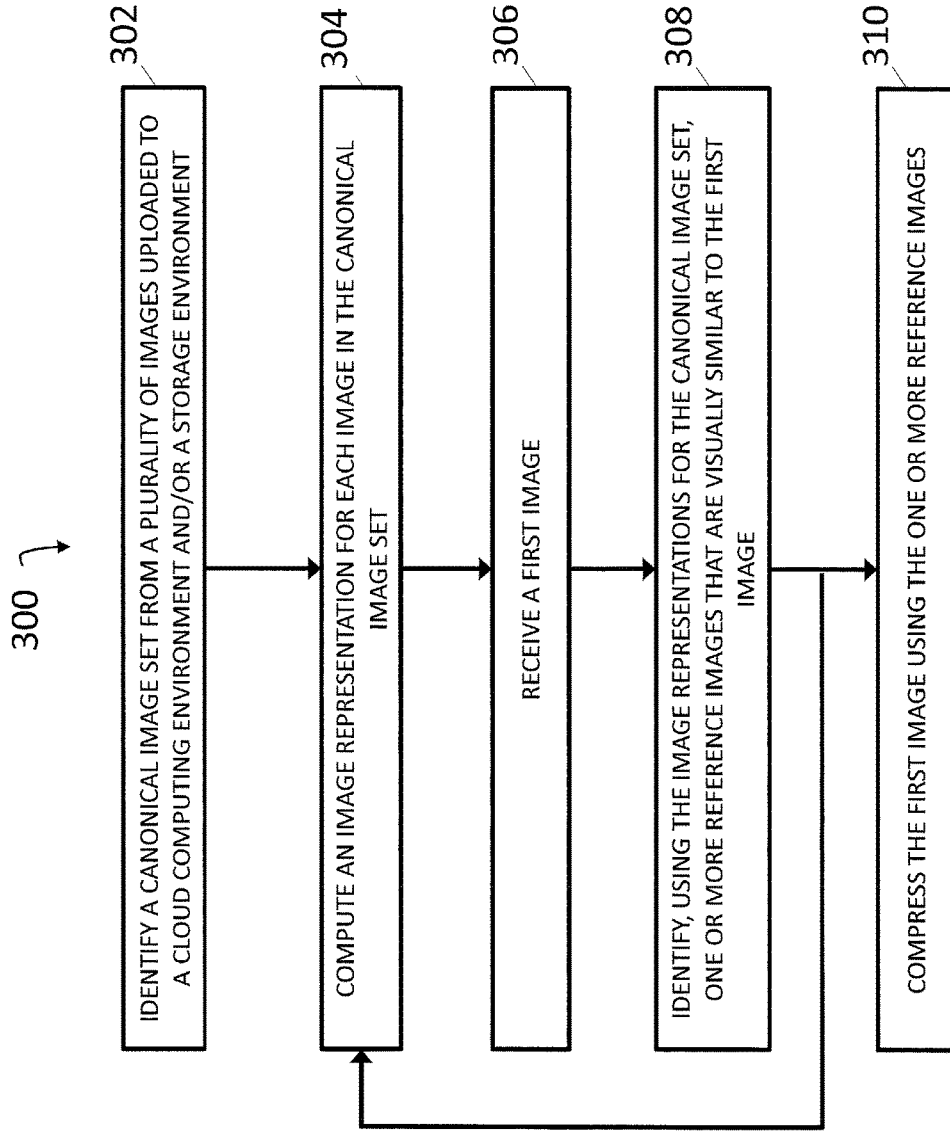 300
302
IDENTIFY A CANONICAL IMAGE SET FROM A PLURALITY OF IMAGES UPLOADED TO
A CLOUD COMPUTING ENVIRONMENT AND/OR A STORAGE ENVIRONMENT
304
COMPUTE AN IMAGE REPRESENTATION FOR EACH IMAGE IN THE CANONICAL
IMAGE SET
306
RECEIVE A FIRST IMAGE
308
IDENTIFY, USING THE IMAGE REPRESENTATIONS FOR THE CANONICAL IMAGE SET,
ONE OR MORE REFERENCE IMAGES THAT ARE VISUALLY SIMILAR TO THE FIRST
IMAGE
310
COMPRESS THE FIRST IMAGE USING THE ONE OR MORE REFERENCE IMAGES